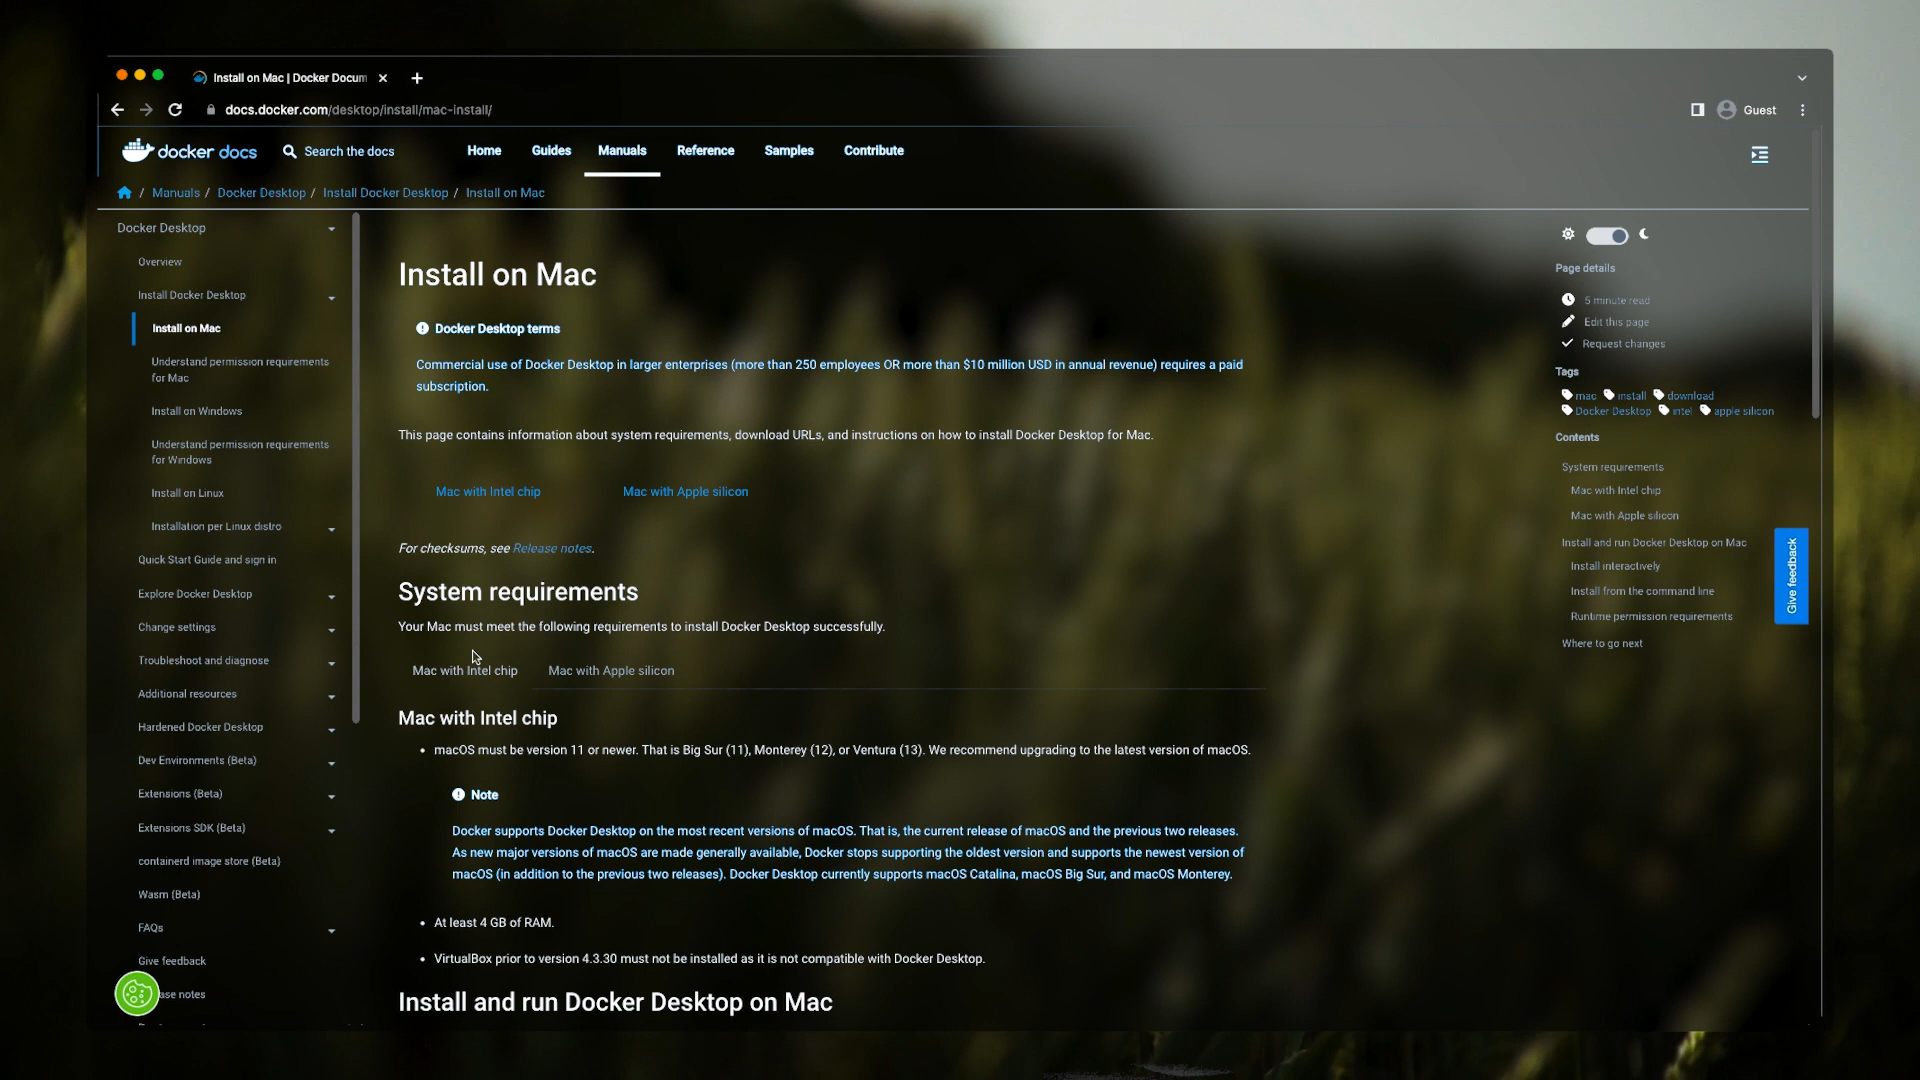 Install on Mac | Docker Docum
docs.docker.com/desktop/install/mac-install/
Guest
docker docs
Search the docs
Home
Guides
Manuals
Reference
Samples
Contribute
/ Manuals / Docker Desktop / Install Docker Desktop / Install on Mac
Docker Desktop
Overview
Install Docker Desktop
Install on Mac
Understand permission requirements
for Mac
Install on Windows
Understand permission requirements
for Windows
Install on Linux
Installation per Linux distro
Quick Start Guide and sign in
Explore Docker Desktop
Change settings
Troubleshoot and diagnose
Additional resources
Hardened Docker Desktop
Dev Environments (Beta)
Extensions (Beta)
Extensions SDK (Beta)
containerd image store (Beta)
Wasm (Beta)
FAQs
Give feedback
ase notes
Install on Mac
Docker Desktop terms
Commercial use of Docker Desktop in larger enterprises (more than 250 employees OR more than $10 million USD in annual revenue) requires a paid
subscription.
This page contains information about system requirements, download URLs, and instructions on how to install Docker Desktop for Mac.
Mac with Intel chip
Mac with Apple silicon
For checksums, see Release notes.
System requirements
Your Mac must meet the following requirements to install Docker Desktop successfully.
Mac with Intel chip
Mac with Apple silicon
Mac with Intel chip
• macOS must be version 11 or newer. That is Big Sur (11), Monterey (12), or Ventura (13). We recommend upgrading to the latest version of macOS.
Note
Docker supports Docker Desktop on the most recent versions of macOS. That is, the current release of macOS and the previous two releases.
As new major versions of macOS are made generally available, Docker stops supporting the oldest version and supports the newest version of
macOS (in addition to the previous two releases). Docker Desktop currently supports macOS Catalina, macOS Big Sur, and macOS Monterey.
• At least 4 GB of RAM.
• VirtualBox prior to version 4.3.30 must not be installed as it is not compatible with Docker Desktop.
Install and run Docker Desktop on Mac
Page details
5 minute read
Edit this page
Request changes
Tags
mac install download
Docker Desktop intel apple silicon
Contents
System requirements
Mac with Intel chip
Mac with Apple silicon
Install and run Docker Desktop on Mac
Install interactively
Install from the command line
Runtime permission requirements
Where to go next
Give feedback